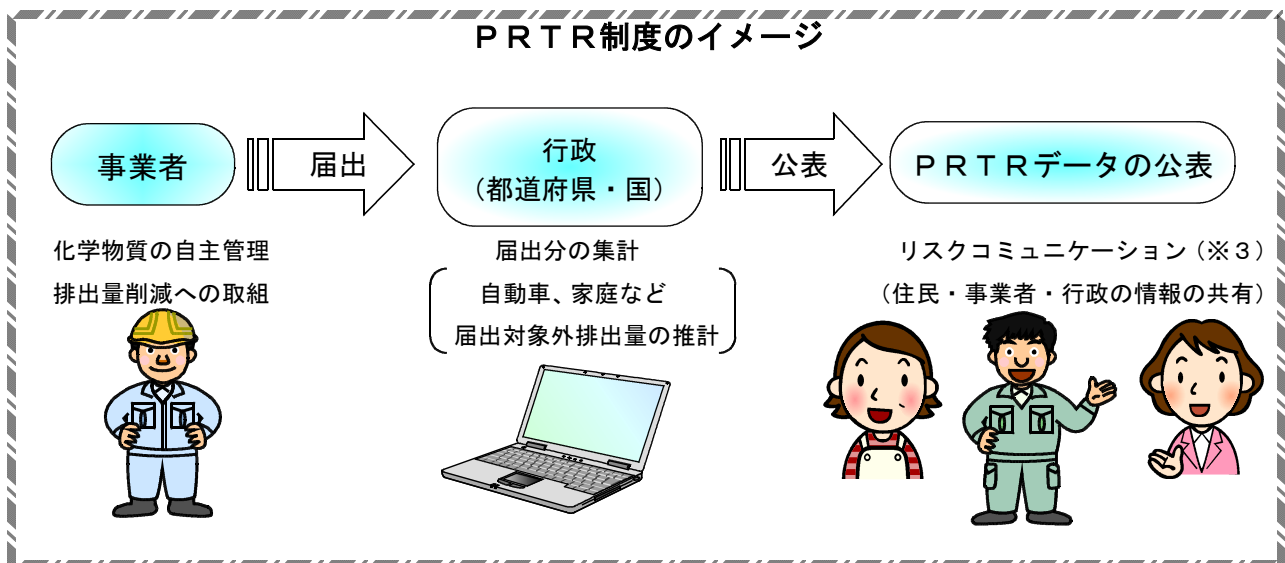 PRTR制度のイメージ
事業者
届出
行政
(都道府県・国)
公表
PRTRデータの公表
化学物質の自主管理
排出量削減への取組
届出分の集計
自動車、家庭など
届出対象外排出量の推計
リスクコミュニケーション(※3)
(住民・事業者・行政の情報の共有)